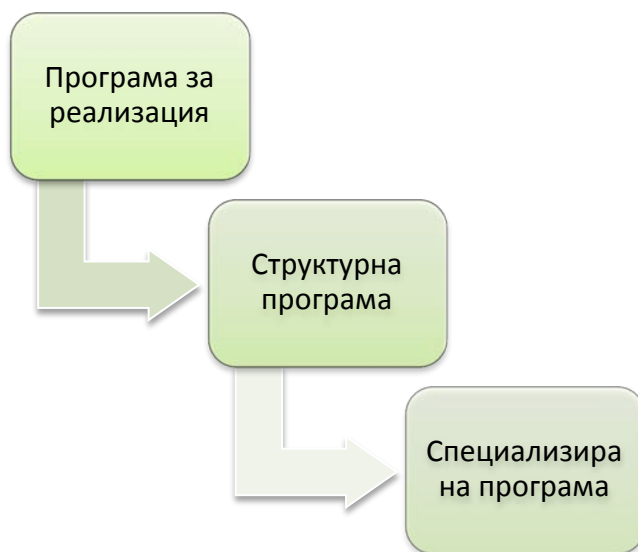 Програма за
реализация
Структурна
програма
Специализира
на програма